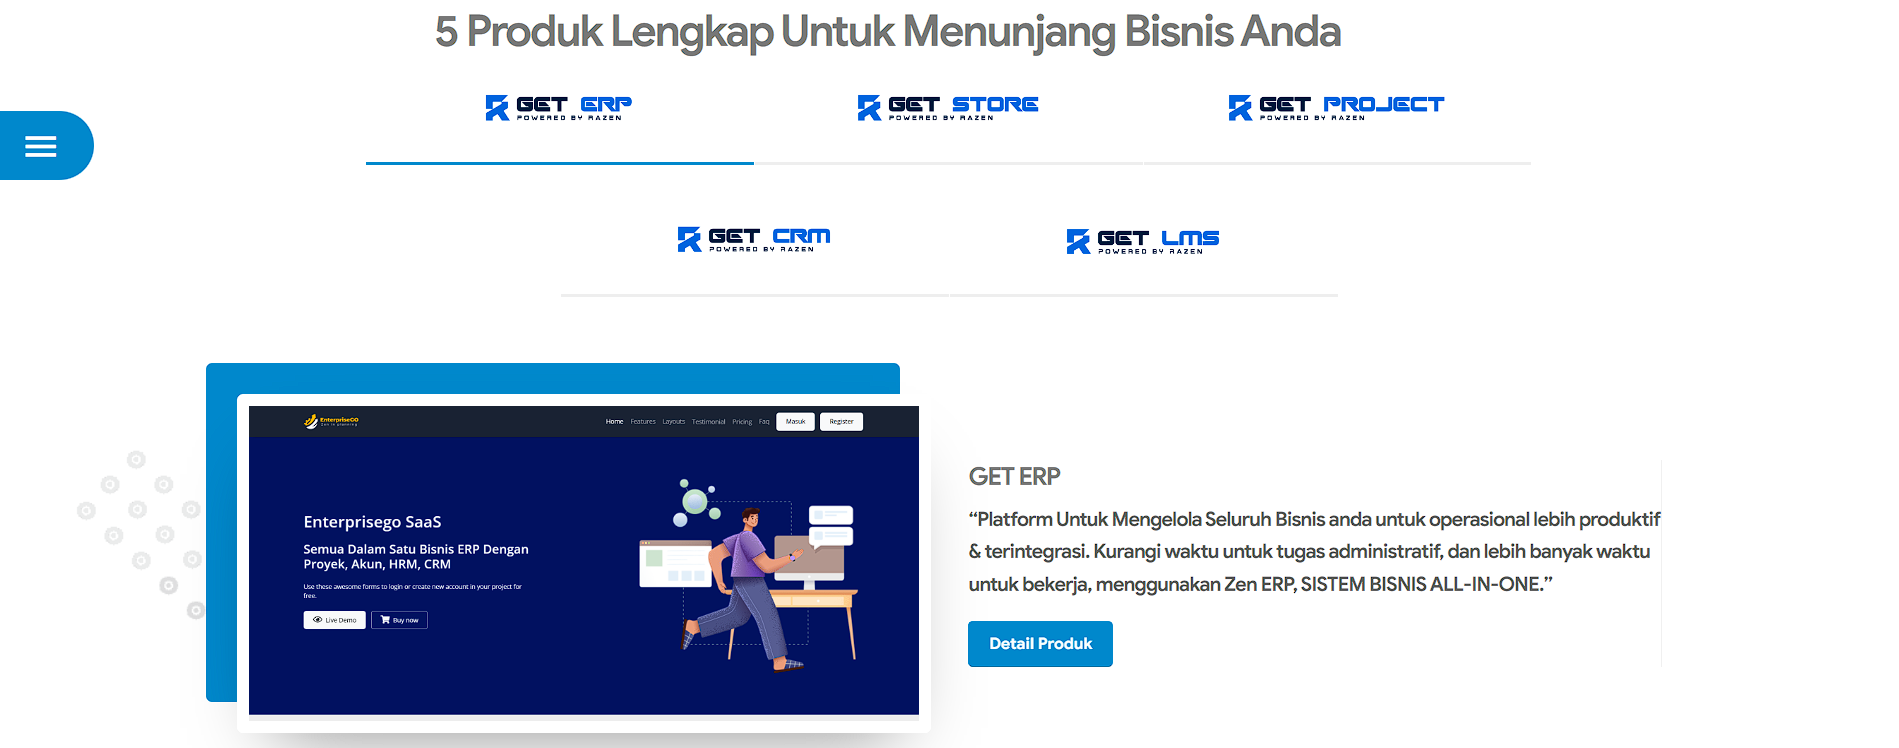 5 Produk Lengkap Untuk Menunjang Bisnis Anda
GET ERP
POWERED BY RAZEN
GET STORE
POWERED BY RAZEN
GET PROJECT
POWERED BY RAZEN
GET CRM
POWERED BY RAZEN
GET LMS
POWERED BY RAZEN
EnterpriseGO
Zen in planning
Home Features Layouts Testimonial Pricing Faq Masuk Register
Enterprisego SaaS
Semua Dalam Satu Bisnis ERP Dengan
Proyek, Akun, HRM, CRM
Use these awesome forms to login or create new account in your project for
free.
Live Demo Buy now
GET ERP
“Platform Untuk Mengelola Seluruh Bisnis anda untuk operasional lebih produktif
& terintegrasi. Kurangi waktu untuk tugas administratif, dan lebih banyak waktu
untuk bekerja, menggunakan Zen ERP, SISTEM BISNIS ALL-IN-ONE.”
Detail Produk